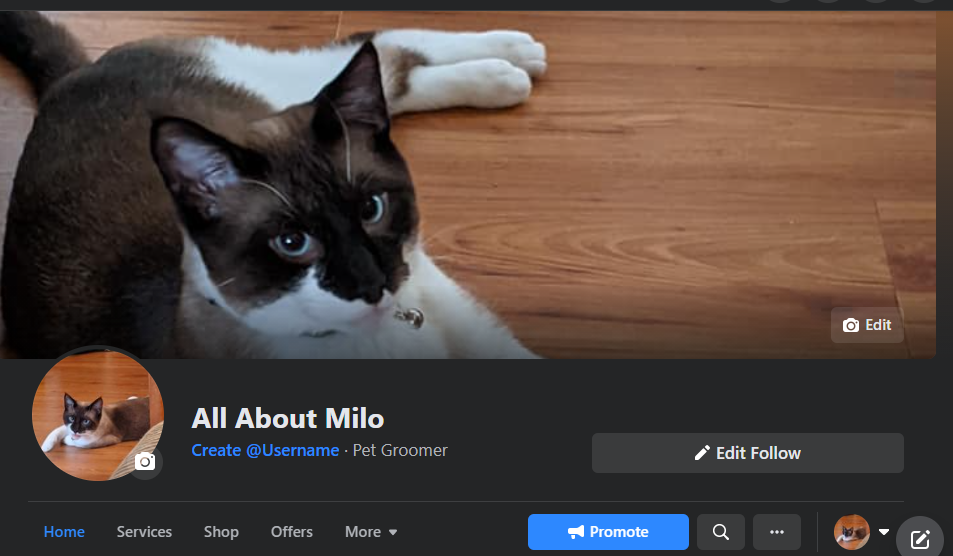 Edit
All About Milo
Create @Username · Pet Groomer
Edit Follow
Home Services Shop Offers More Promote